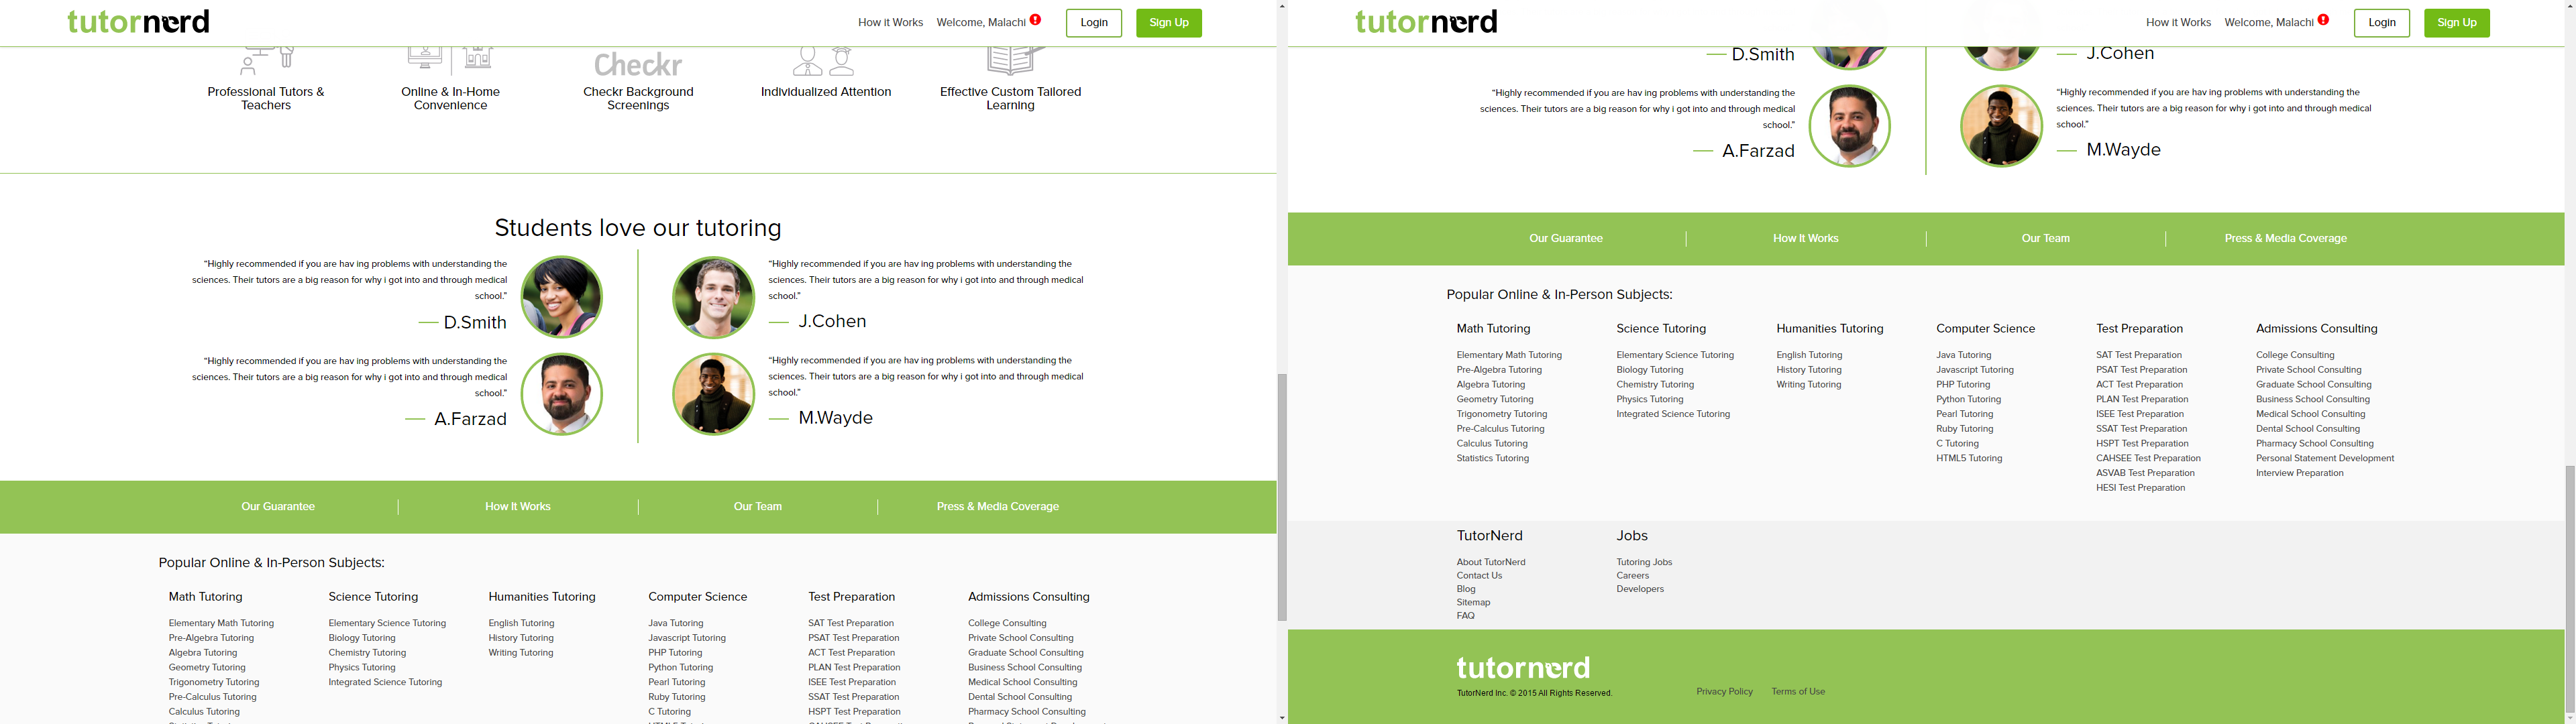 tutornerd
How it Works
Welcome, Malachi
Login
Sign Up
Checkr
Professional Tutors &
Teachers
Online & In-Home
Convenience
Checkr Background
Screenings
Individualized Attention
Effective Custom Tailored
Learning
Students love our tutoring
“Highly recommended if you are hav ing problems with understanding the
sciences. Their tutors are a big reason for why i got into and through medical
school.”
D.Smith
“Highly recommended if you are hav ing problems with understanding the
sciences. Their tutors are a big reason for why i got into and through medical
school.”
J.Cohen
“Highly recommended if you are hav ing problems with understanding the
sciences. Their tutors are a big reason for why i got into and through medical
school.”
A.Farzad
“Highly recommended if you are hav ing problems with understanding the
sciences. Their tutors are a big reason for why i got into and through medical
school.”
M.Wayde
Our Guarantee
How It Works
Our Team
Press & Media Coverage
Popular Online & In-Person Subjects:
Math Tutoring
Elementary Math Tutoring
Pre-Algebra Tutoring
Algebra Tutoring
Geometry Tutoring
Trigonometry Tutoring
Pre-Calculus Tutoring
Calculus Tutoring
Science Tutoring
Elementary Science Tutoring
Biology Tutoring
Chemistry Tutoring
Physics Tutoring
Integrated Science Tutoring
Humanities Tutoring
English Tutoring
History Tutoring
Writing Tutoring
Computer Science
Java Tutoring
Javascript Tutoring
PHP Tutoring
Python Tutoring
Pearl Tutoring
Ruby Tutoring
C Tutoring
Test Preparation
SAT Test Preparation
PSAT Test Preparation
ACT Test Preparation
PLAN Test Preparation
ISEE Test Preparation
SSAT Test Preparation
HSPT Test Preparation
Admissions Consulting
College Consulting
Private School Consulting
Graduate School Consulting
Business School Consulting
Medical School Consulting
Dental School Consulting
Pharmacy School Consulting
tutornerd
How it Works
Welcome, Malachi
Login
Sign Up
D.Smith
J.Cohen
“Highly recommended if you are hav ing problems with understanding the
sciences. Their tutors are a big reason for why i got into and through medical
school.”
A.Farzad
“Highly recommended if you are hav ing problems with understanding the
sciences. Their tutors are a big reason for why i got into and through medical
school.”
M.Wayde
Our Guarantee
How It Works
Our Team
Press & Media Coverage
Popular Online & In-Person Subjects:
Math Tutoring
Elementary Math Tutoring
Pre-Algebra Tutoring
Algebra Tutoring
Geometry Tutoring
Trigonometry Tutoring
Pre-Calculus Tutoring
Calculus Tutoring
Statistics Tutoring
Science Tutoring
Elementary Science Tutoring
Biology Tutoring
Chemistry Tutoring
Physics Tutoring
Integrated Science Tutoring
Humanities Tutoring
English Tutoring
History Tutoring
Writing Tutoring
Computer Science
Java Tutoring
Javascript Tutoring
PHP Tutoring
Python Tutoring
Pearl Tutoring
Ruby Tutoring
C Tutoring
HTML5 Tutoring
Test Preparation
SAT Test Preparation
PSAT Test Preparation
ACT Test Preparation
PLAN Test Preparation
ISEE Test Preparation
SSAT Test Preparation
HSPT Test Preparation
CAHSEE Test Preparation
ASVAB Test Preparation
HESI Test Preparation
Admissions Consulting
College Consulting
Private School Consulting
Graduate School Consulting
Business School Consulting
Medical School Consulting
Dental School Consulting
Pharmacy School Consulting
Personal Statement Development
Interview Preparation
TutorNerd
About TutorNerd
Contact Us
Blog
Sitemap
FAQ
Jobs
Tutoring Jobs
Careers
Developers
tutornerd
TutorNerd Inc. © 2015 All Rights Reserved.
Privacy Policy
Terms of Use